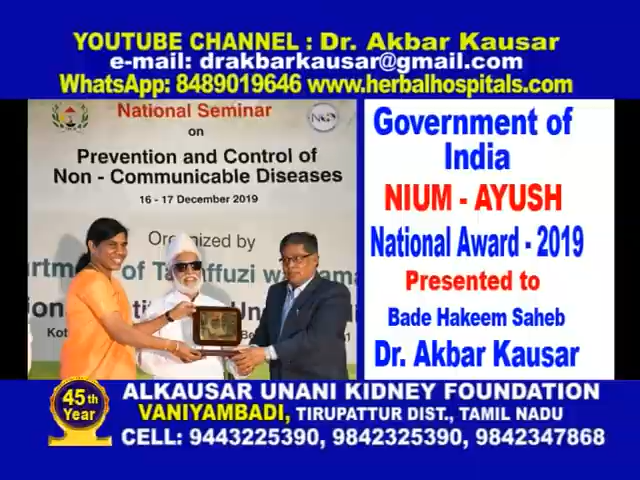 YOUTUBE CHANNEL : Dr. Akbar Kausar
e-mail: drakbarkausar@gmail.com
WhatsApp: 8489019646 www.herbalhospitals.com
National Seminar
on
Prevention and Control of
Non - Communicable Diseases
16 - 17 December 2019
Organized by
of
Government of
India
NIUM - AYUSH
National Award - 2019
Presented to
Bade Hakeem Saheb
Dr. Akbar Kausar
45th
Year
ALKAUSAR UNANI KIDNEY FOUNDATION
VANIYAMBADI, TIRUPATTUR DIST., TAMIL NADU
CELL: 9443225390, 9842325390, 9842347868